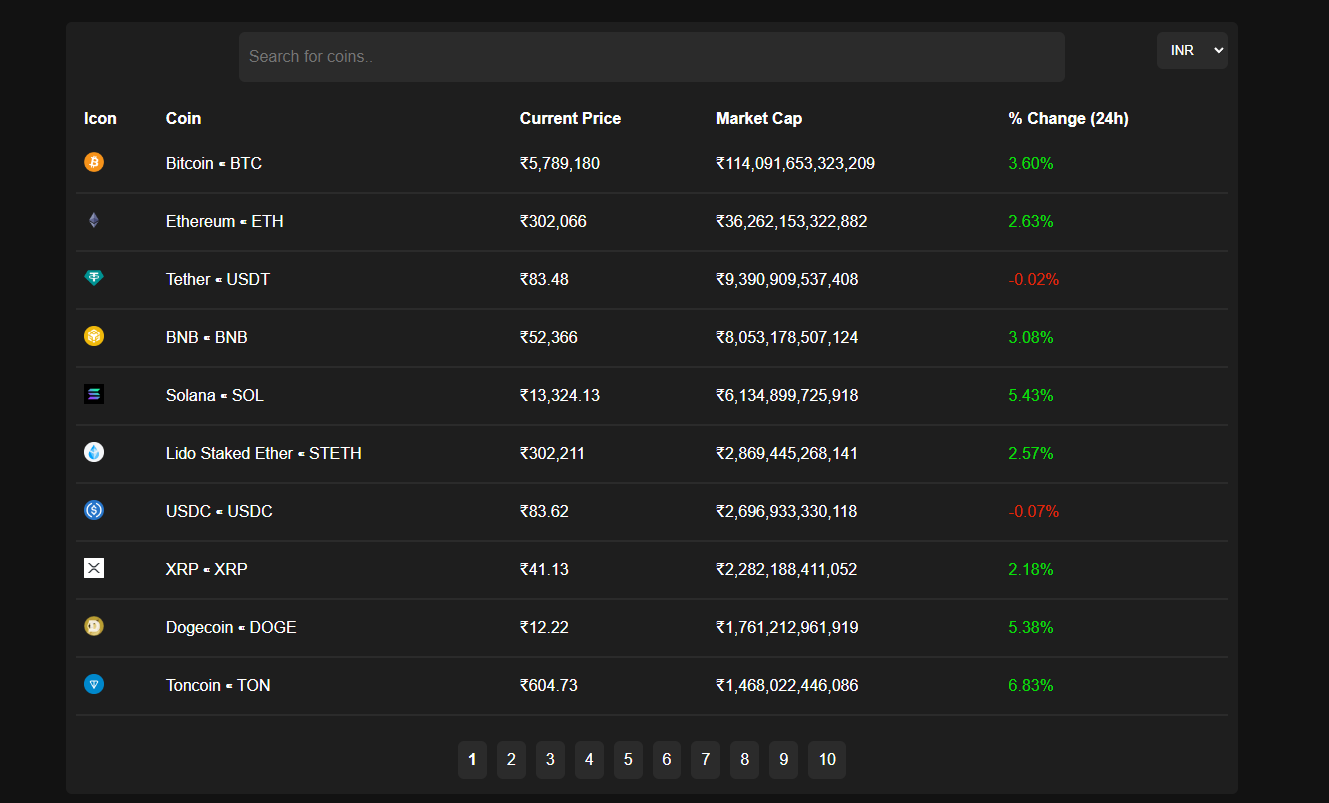 Search for coins..
INR
Icon Coin Current Price Market Cap % Change (24h)
Bitcoin • BTC ₹5,789,180 ₹114,091,653,323,209 3.60%
Ethereum • ETH ₹302,066 ₹36,262,153,322,882 2.63%
Tether • USDT ₹83.48 ₹9,390,909,537,408 -0.02%
BNB • BNB ₹52,366 ₹8,053,178,507,124 3.08%
Solana • SOL ₹13,324.13 ₹6,134,899,725,918 5.43%
Lido Staked Ether • STETH ₹302,211 ₹2,869,445,268,141 2.57%
USDC • USDC ₹83.62 ₹2,696,933,330,118 -0.07%
XRP • XRP ₹41.13 ₹2,282,188,411,052 2.18%
Dogecoin • DOGE ₹12.22 ₹1,761,212,961,919 5.38%
Toncoin • TON ₹604.73 ₹1,468,022,446,086 6.83%
1 2 3 4 5 6 7 8 9 10